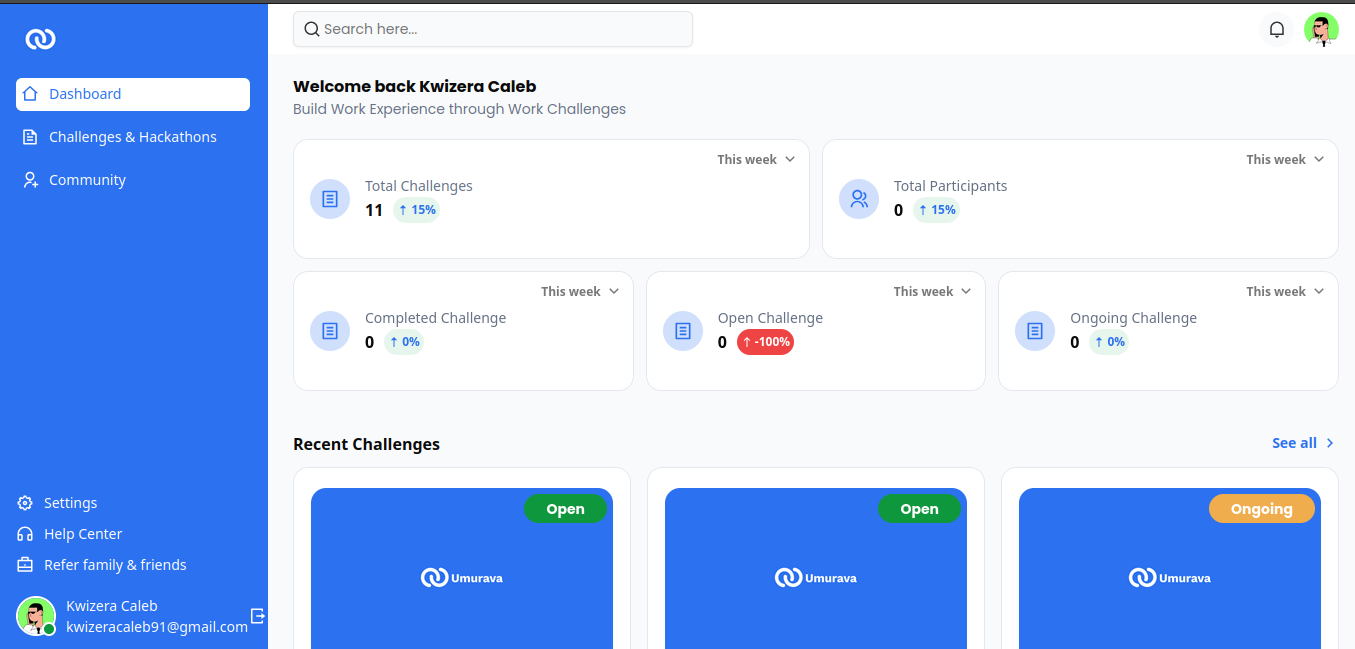 Search here...
Dashboard
Challenges & Hackathons
Community
Settings
Help Center
Refer family & friends
Kwizera Caleb
kwizeracaleb91@gmail.com
Welcome back Kwizera Caleb
Build Work Experience through Work Challenges
This week
Total Challenges
11 ↑ 15%
This week
Total Participants
0 ↑ 15%
This week
Completed Challenge
0 ↑ 0%
This week
Open Challenge
0 ↑ -100%
This week
Ongoing Challenge
0 ↑ 0%
Recent Challenges
See all
Open
Umurava
Open
Umurava
Ongoing
Umurava